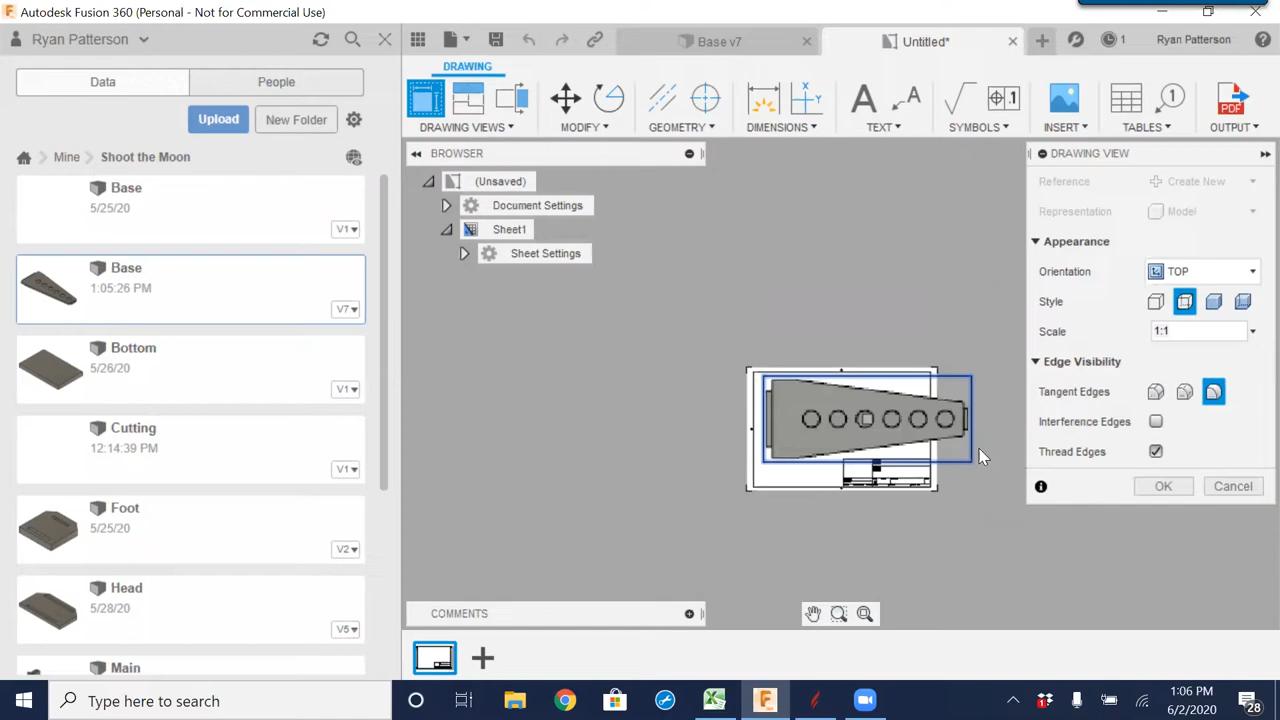 Autodesk Fusion 360 (Personal - Not for Commercial Use)
Ryan Patterson
Base v7
Untitled*
1
Ryan Patterson
Data
People
DRAWING
Upload
New Folder
DRAWING VIEWS
MODIFY
GEOMETRY
DIMENSIONS
TEXT
SYMBOLS
INSERT
TABLES
OUTPUT
Mine
Shoot the Moon
BROWSER
(Unsaved)
Document Settings
Sheet1
Sheet Settings
Base
5/25/20
V1
Base
1:05:26 PM
V7
Bottom
5/26/20
V1
Cutting
12:14:39 PM
V1
Foot
5/25/20
V2
Head
5/28/20
V5
Main
DRAWING VIEW
Reference
Create New
Representation
Model
Appearance
Orientation
TOP
Style
Scale
1:1
Edge Visibility
Tangent Edges
Interference Edges
Thread Edges
OK
Cancel
COMMENTS
Type here to search
1:06 PM
6/2/2020
28